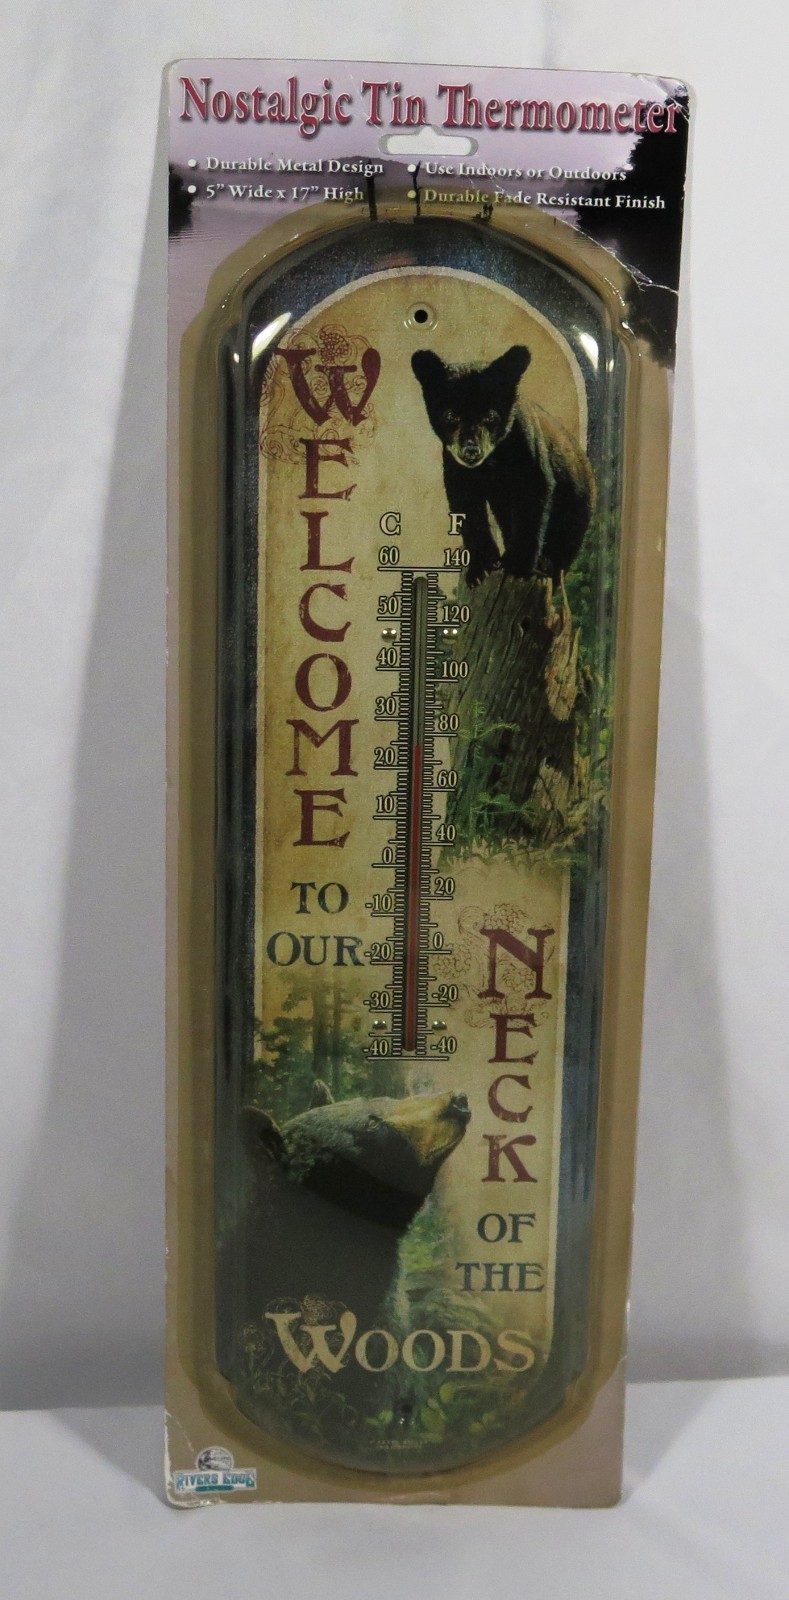 Nostalgic Tin Thermometer
• Durable Metal Design
• 5" Wide x 17" High
• Use Indoors or Outdoors
• Durable Fade Resistant Finish
WELCOME
TO
OUR
C F
60 140
50 120
40 100
30 80
20 60
10 40
0 20
-10 0
-20 -20
-30 -40
-40
NECK
OF
THE
WOODS
RIVERS EDGE